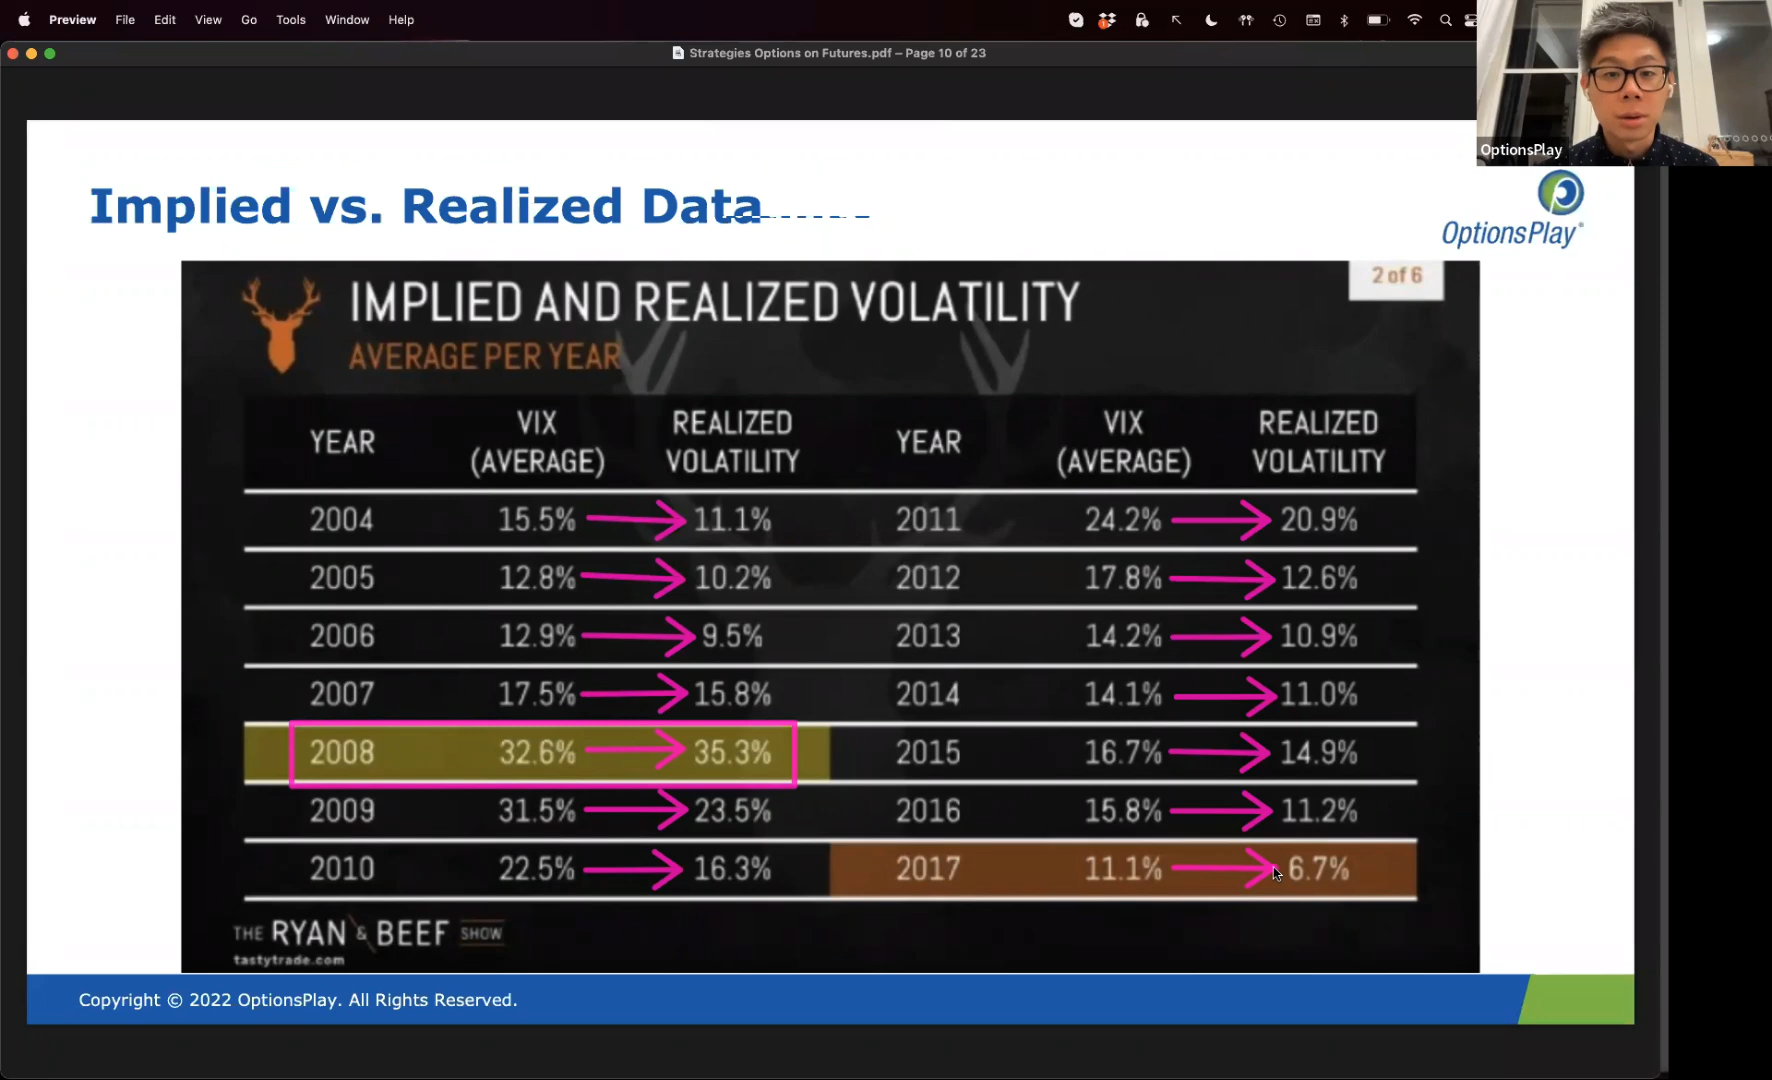 Preview File Edit View Go Tools Window Help
Strategies Options on Futures.pdf – Page 10 of 23
OptionsPlay
Implied vs. Realized Data
OptionsPlay
2 of 6
IMPLIED AND REALIZED VOLATILITY
AVERAGE PER YEAR
YEAR VIX (AVERAGE) REALIZED VOLATILITY YEAR VIX (AVERAGE) REALIZED VOLATILITY
2004 15.5% 11.1% 2011 24.2% 20.9%
2005 12.8% 10.2% 2012 17.8% 12.6%
2006 12.9% 9.5% 2013 14.2% 10.9%
2007 17.5% 15.8% 2014 14.1% 11.0%
2008 32.6% 35.3% 2015 16.7% 14.9%
2009 31.5% 23.5% 2016 15.8% 11.2%
2010 22.5% 16.3% 2017 11.1% 6.7%
THE RYAN & BEEF SHOW
tastytrade.com
Copyright © 2022 OptionsPlay. All Rights Reserved.